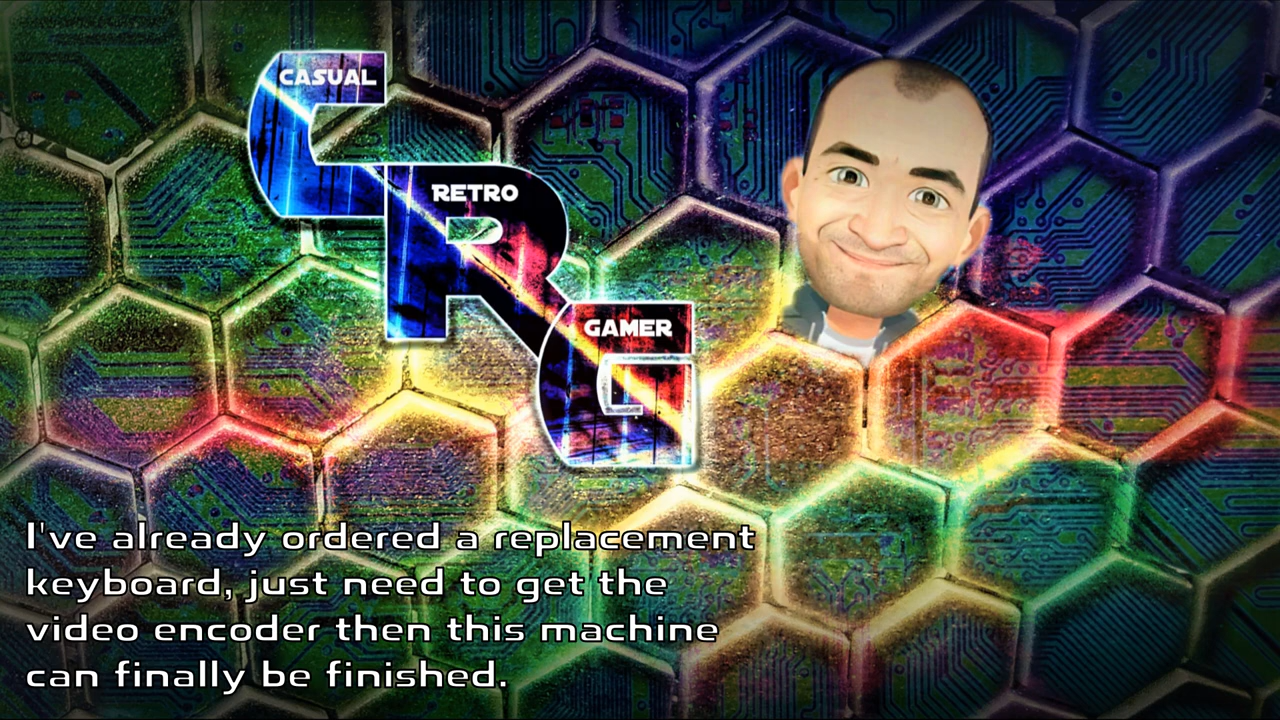 CASUAL
RETRO
GAMER
I've already ordered a replacement
keyboard, just need to get the
video encoder then this machine
can finally be finished.